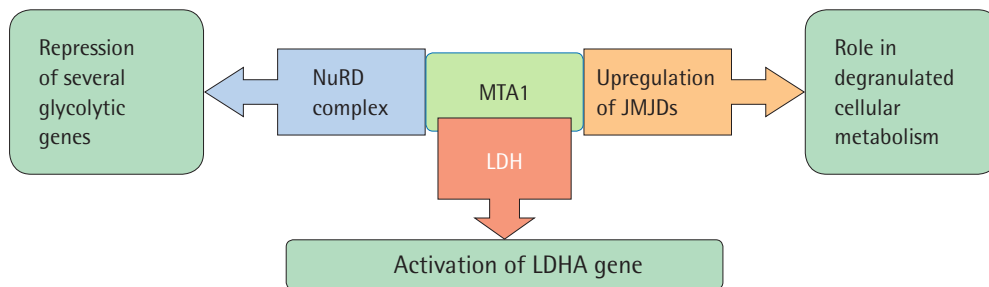 Repression
of several
glycolytic
genes
NuRD
complex
MTA1
Upregulation
of JMJDs
Role in
degranulated
cellular
metabolism
LDH
Activation of LDHA gene